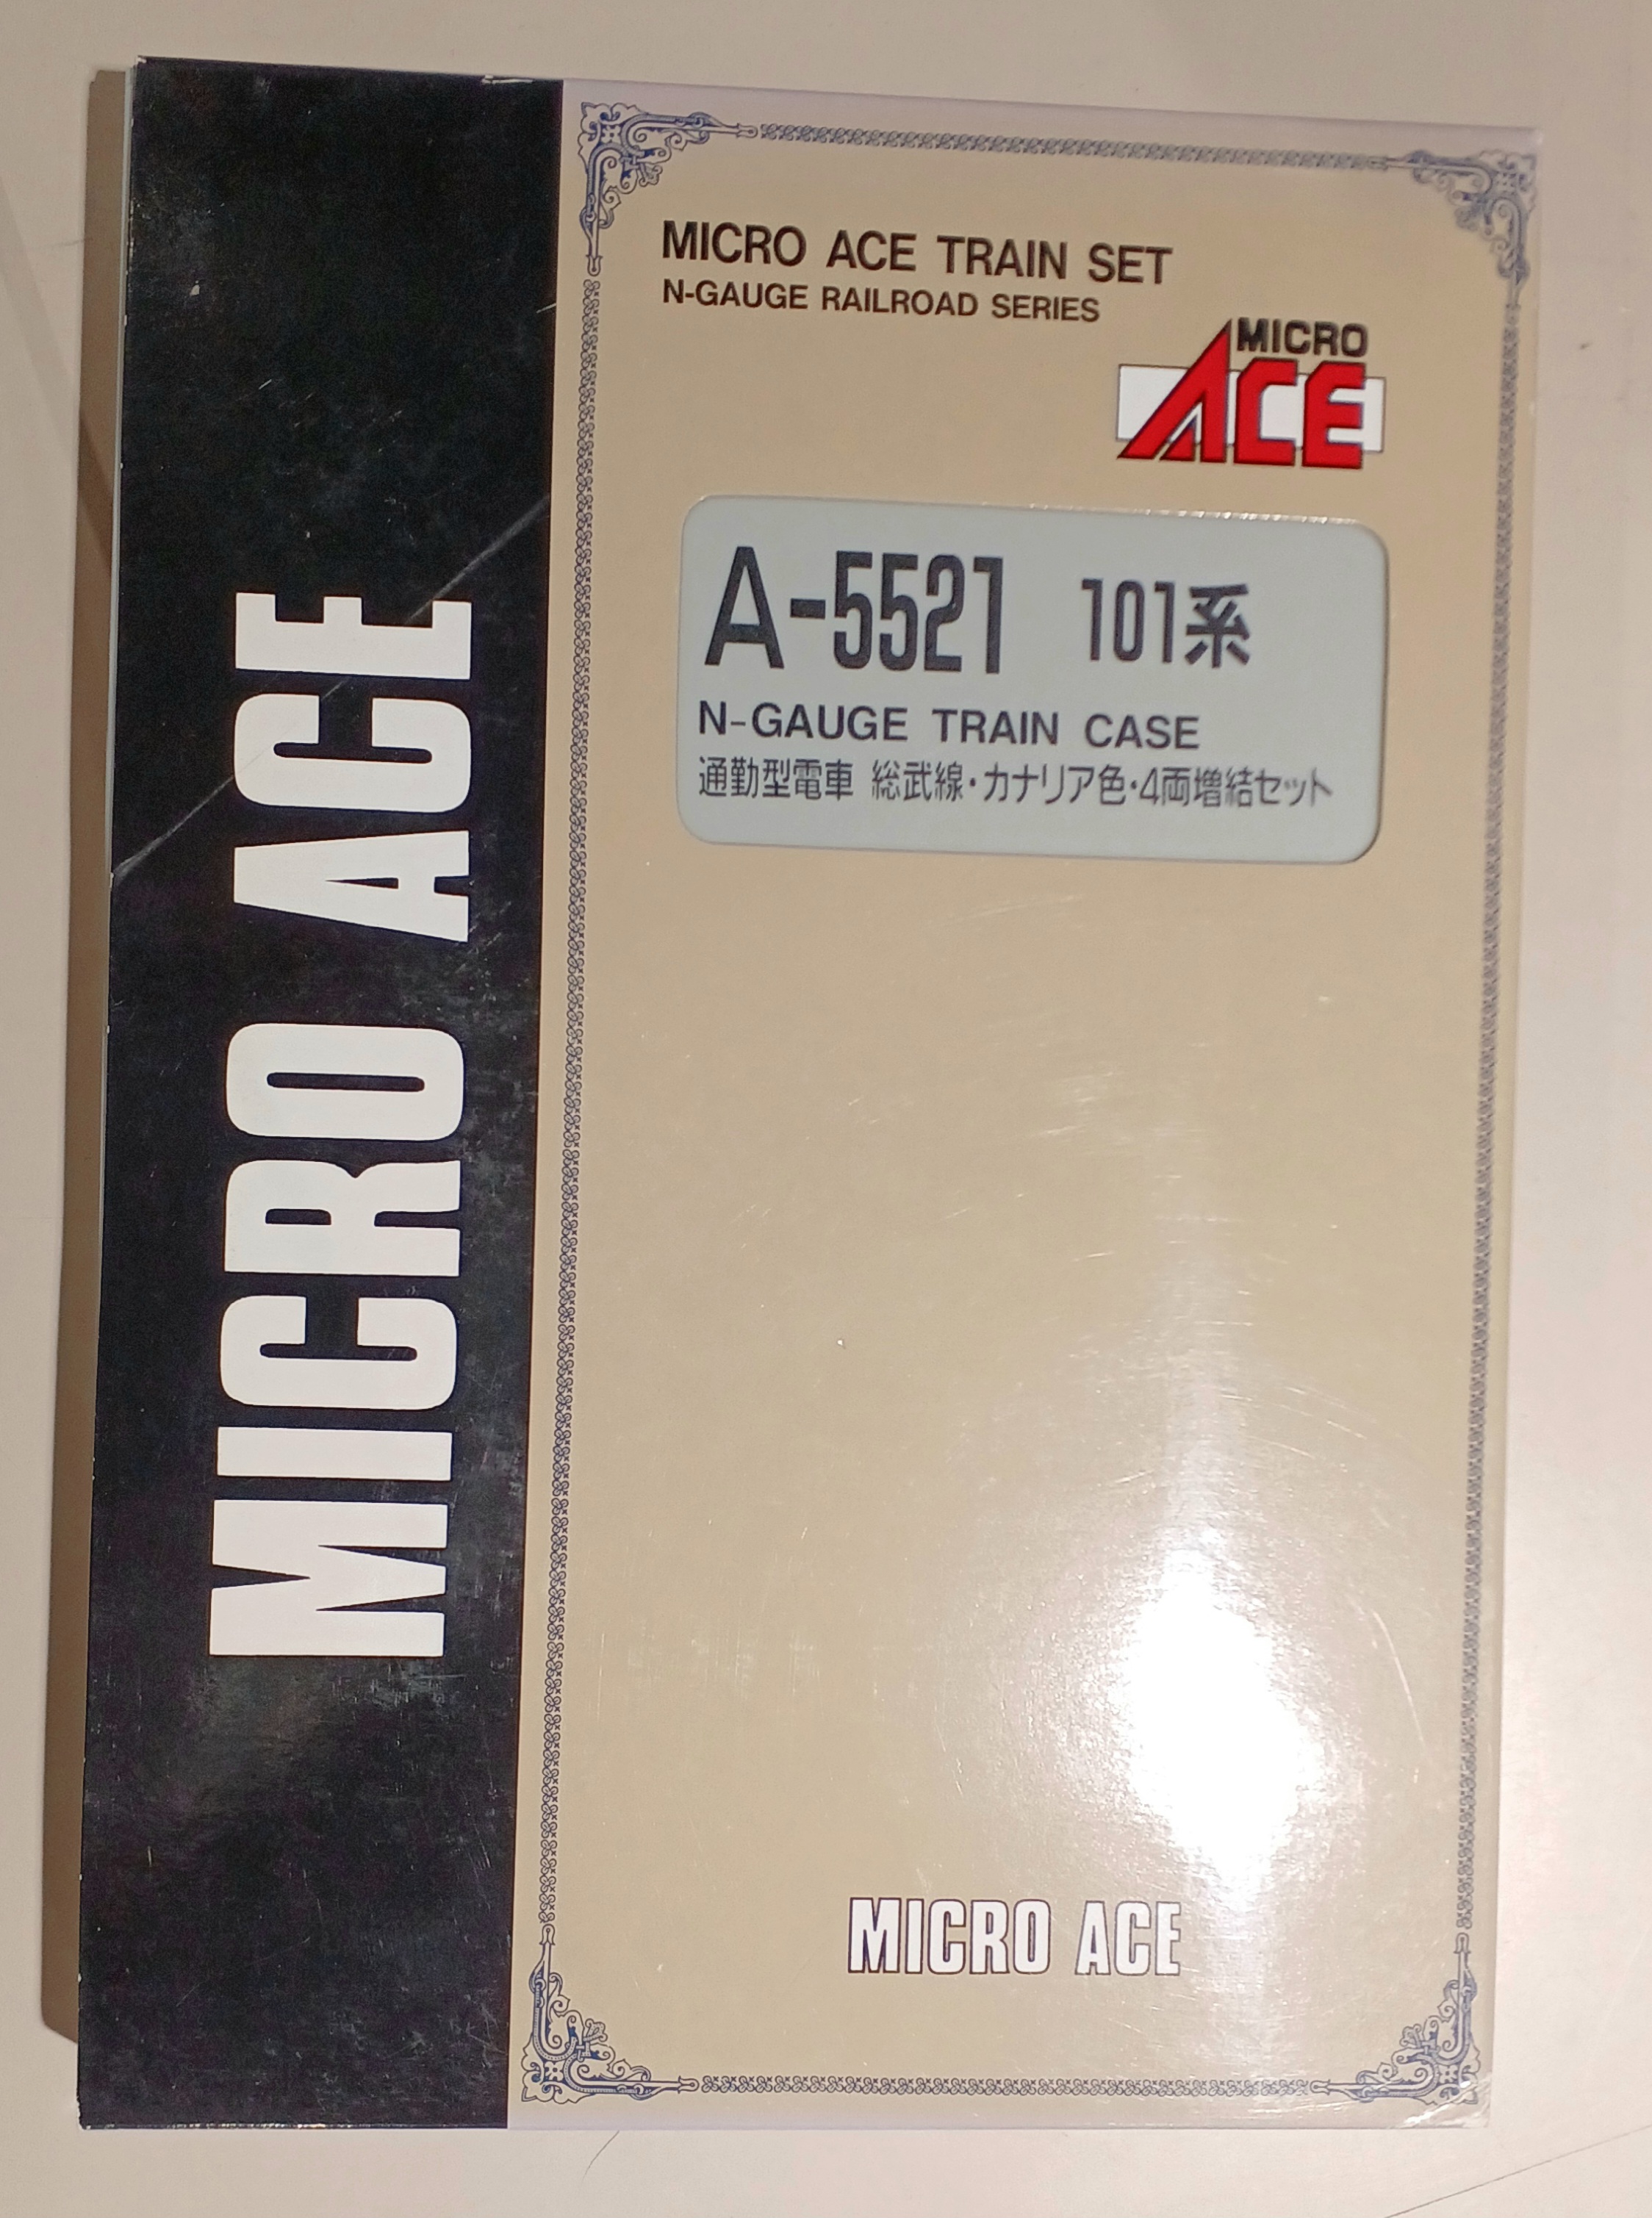 MICRO ACE
MICRO ACE TRAIN SET
N-GAUGE RAILROAD SERIES
MICRO
ACE
A-5521 101系
N-GAUGE TRAIN CASE
通勤型電車 総武線・カナリア色・4両増結セット
MICRO ACE